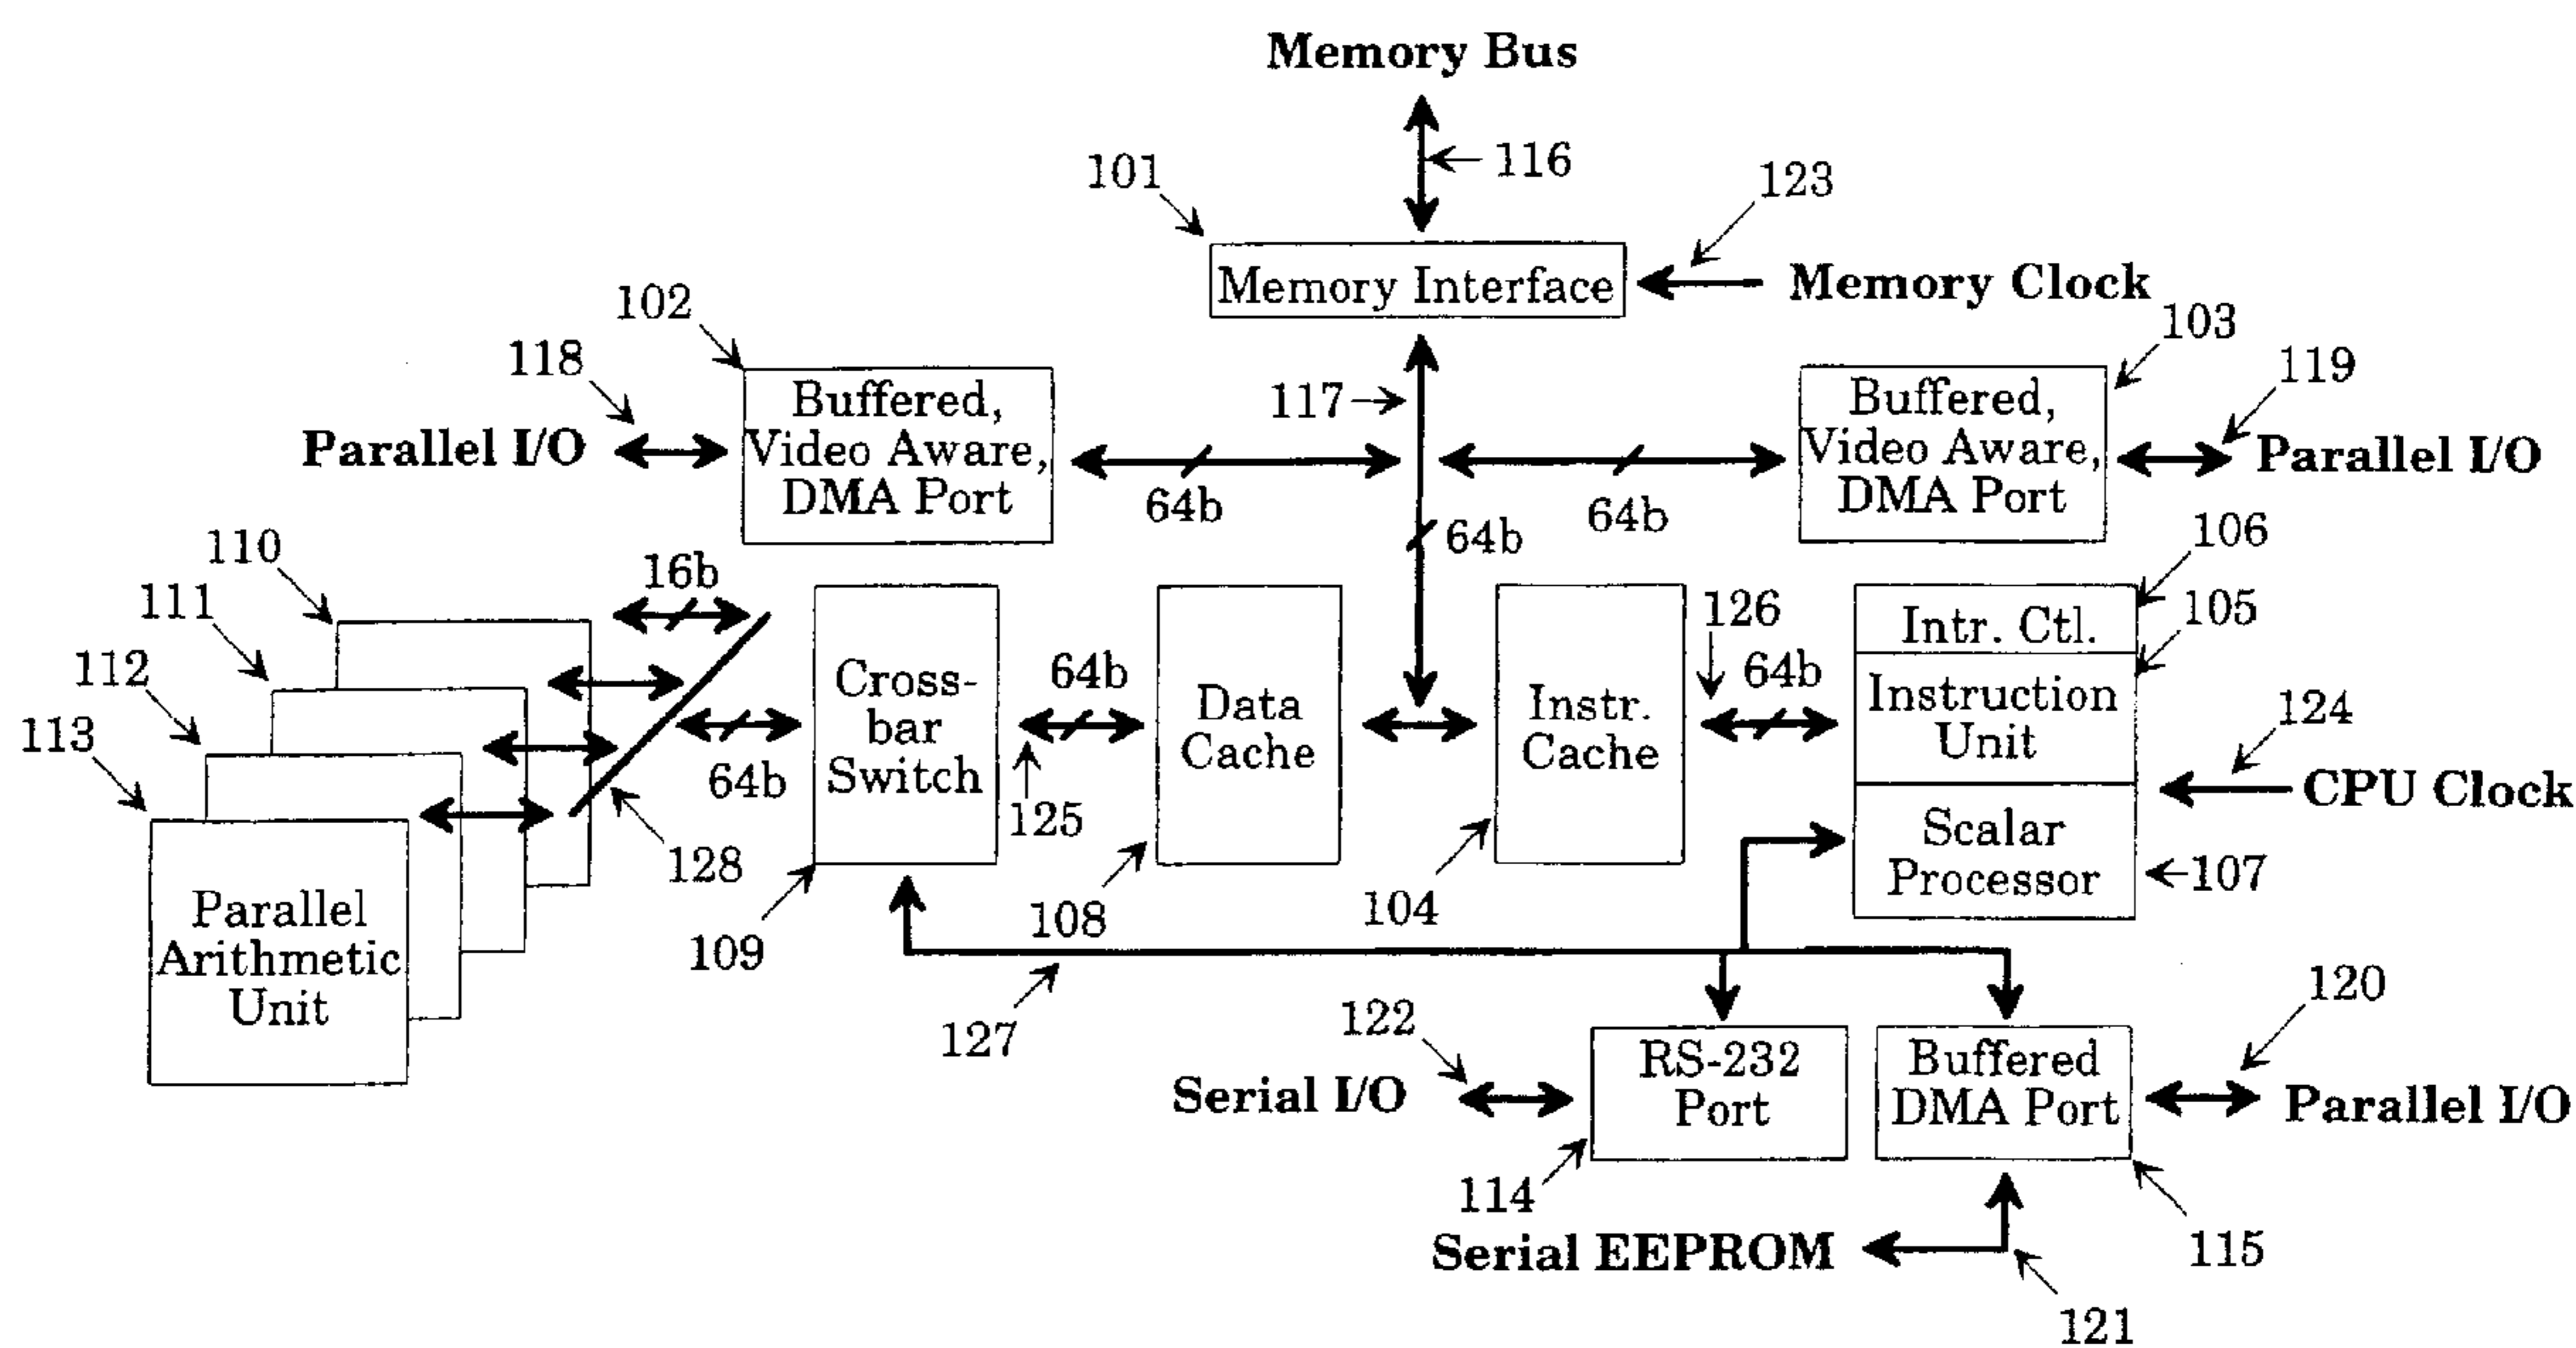 Memory Bus
116
101
123
Memory Interface
Memory Clock
102
103
118
117
119
Buffered,
Video Aware,
DMA Port
Buffered,
Video Aware,
DMA Port
Parallel I/O
Parallel I/O
64b
64b
64b
106
110
16b
111
126
105
Intr. Ctl.
112
Cross-
bar
Switch
64b
Data
Cache
Instr.
Cache
64b
Instruction
Unit
124
113
64b
125
CPU Clock
128
Scalar
Processor
107
109
108
104
Parallel
Arithmetic
Unit
127
122
120
Serial I/O
RS-232
Port
Buffered
DMA Port
Parallel I/O
114
115
Serial EEPROM
121